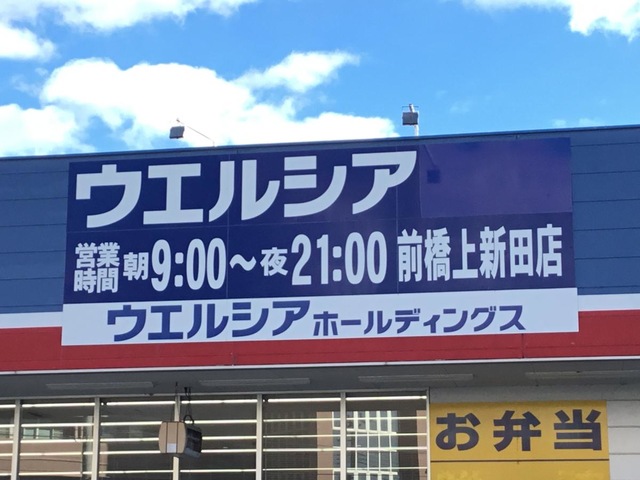 ウエルシア
営業時間 朝9:00～夜21:00 前橋上新田店
ウエルシアホールディングス
お弁当